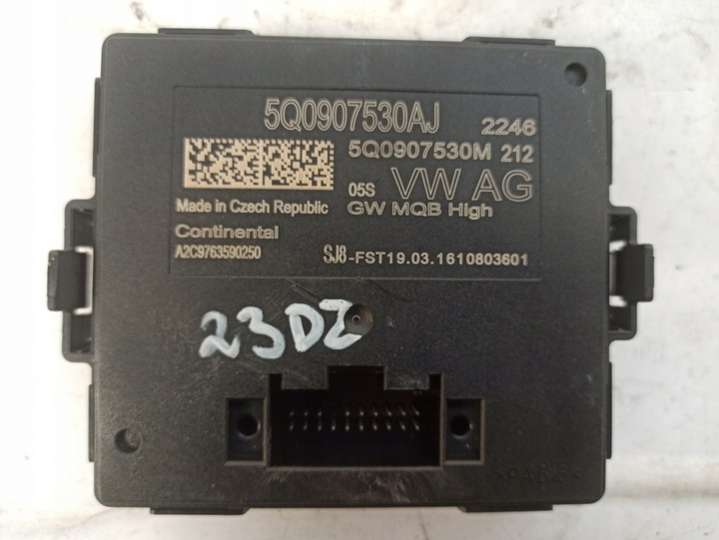 5Q0907530AJ 2246
5Q0907530M 212
05S VW AG
Made in Czech Republic GW MQB High
Continental
A2C9763590250 SJ8-FST19.03.1610803601
23DZ